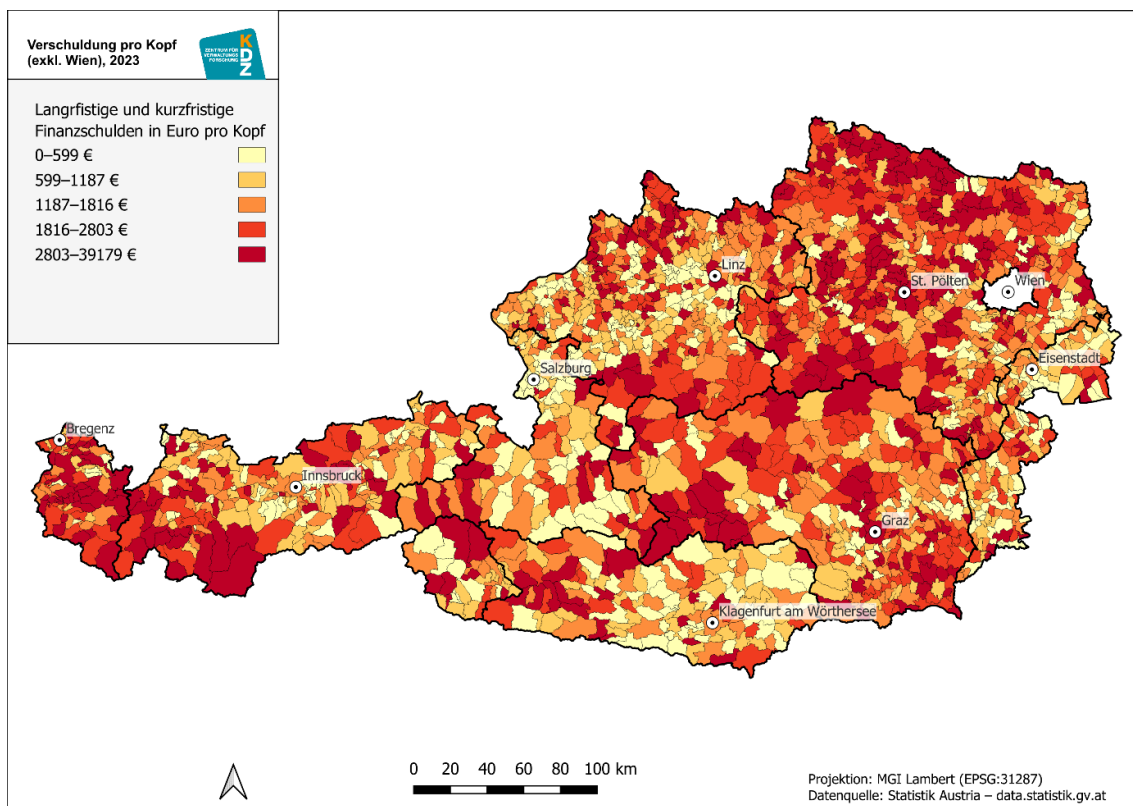 Verschuldung pro Kopf
(exkl. Wien), 2023
ZENTRUM FÜR
VERWALTUNGS
FORSCHUNG
KDZ
Langrfistige und kurzfristige
Finanzschulden in Euro pro Kopf
0–599 €
599–1187 €
1187–1816 €
1816–2803 €
2803–39179 €
Linz
St. Pölten
Wien
Eisenstadt
Salzburg
Bregenz
Innsbruck
Graz
Klagenfurt am Wörthersee
0 20 40 60 80 100 km
Projektion: MGI Lambert (EPSG:31287)
Datenquelle: Statistik Austria – data.statistik.gv.at